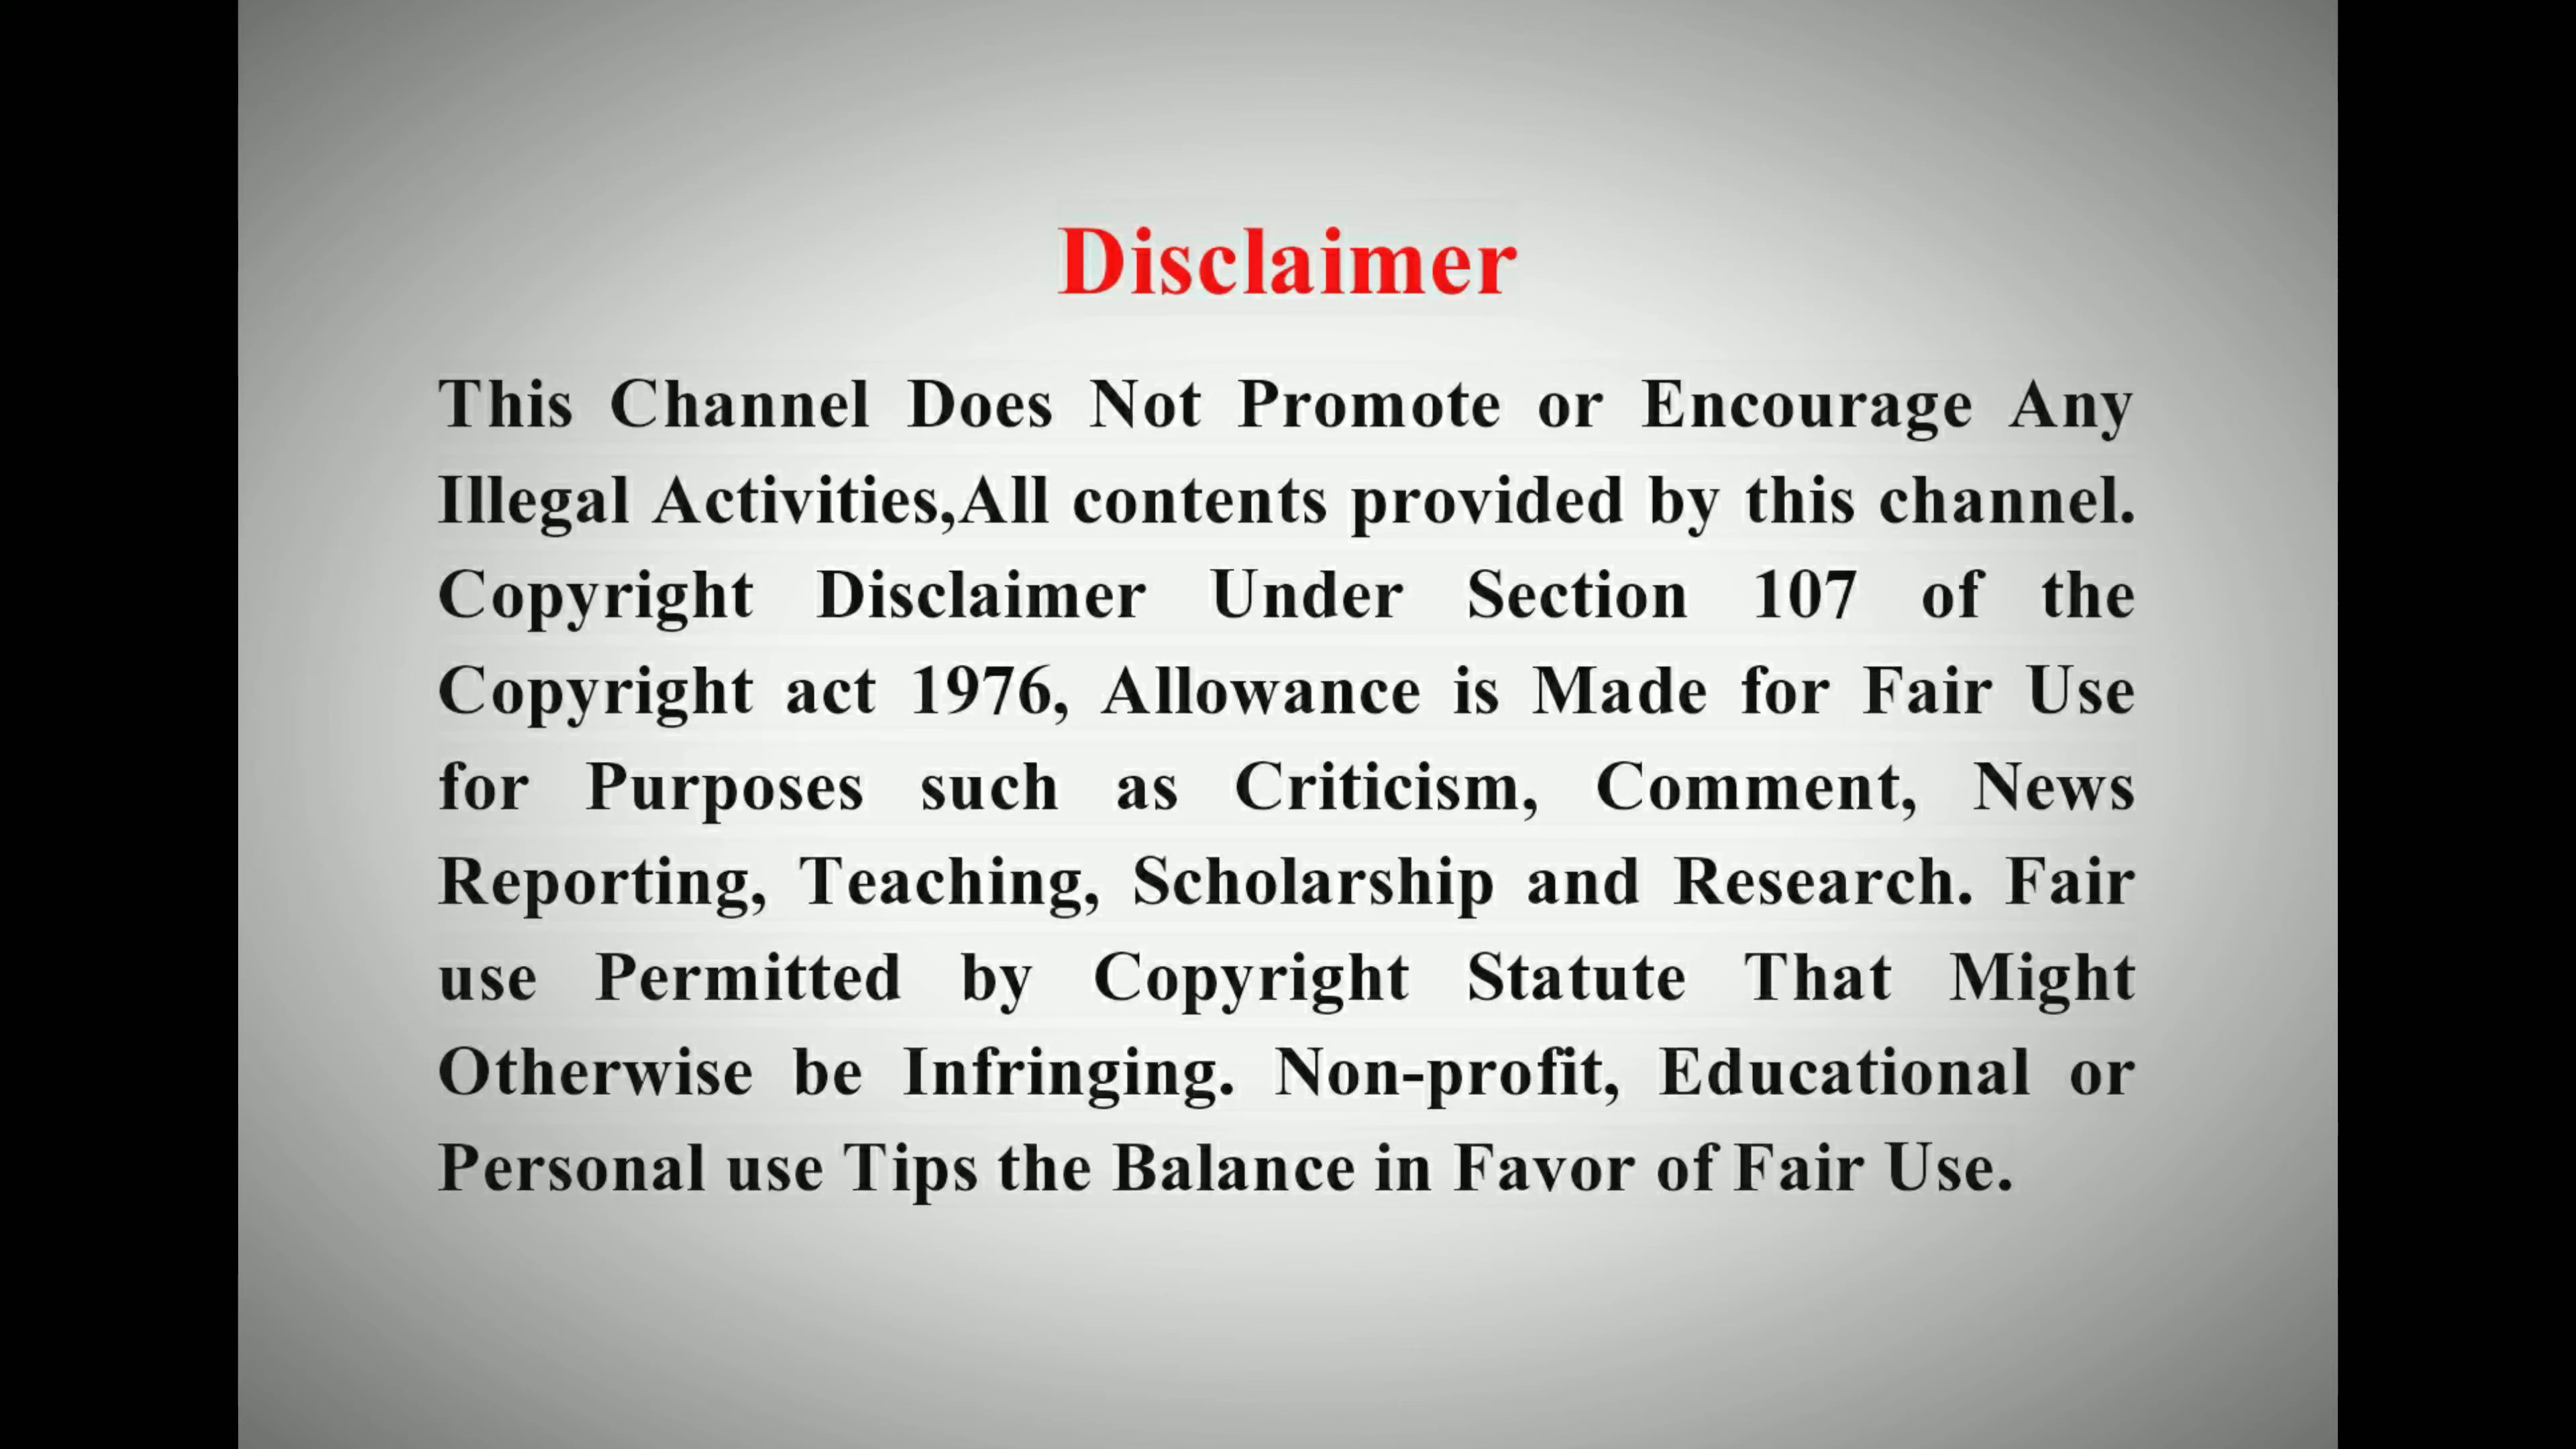 Disclaimer
This Channel Does Not Promote or Encourage Any
Illegal Activities,All contents provided by this channel.
Copyright Disclaimer Under Section 107 of the
Copyright act 1976, Allowance is Made for Fair Use
for Purposes such as Criticism, Comment, News
Reporting, Teaching, Scholarship and Research. Fair
use Permitted by Copyright Statute That Might
Otherwise be Infringing. Non-profit, Educational or
Personal use Tips the Balance in Favor of Fair Use.